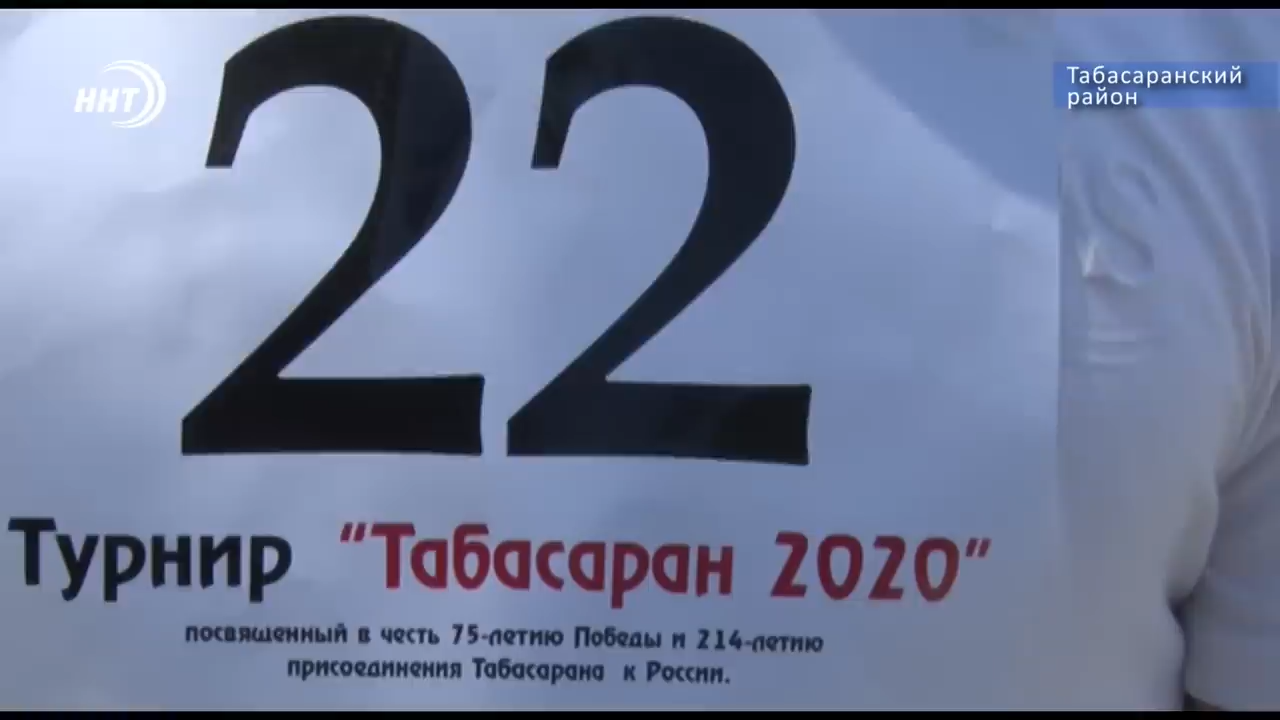 ННТ
Табасаранский
район
22
Турнир "Табасаран 2020"
посвященный в честь 75-летию Победы и 214-летию
присоединения Табасарана к России.